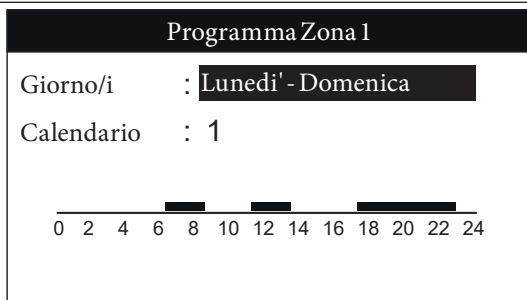 Programma Zona 1
Giorno/i : Lunedi' - Domenica
Calendario : 1
0 2 4 6 8 10 12 14 16 18 20 22 24